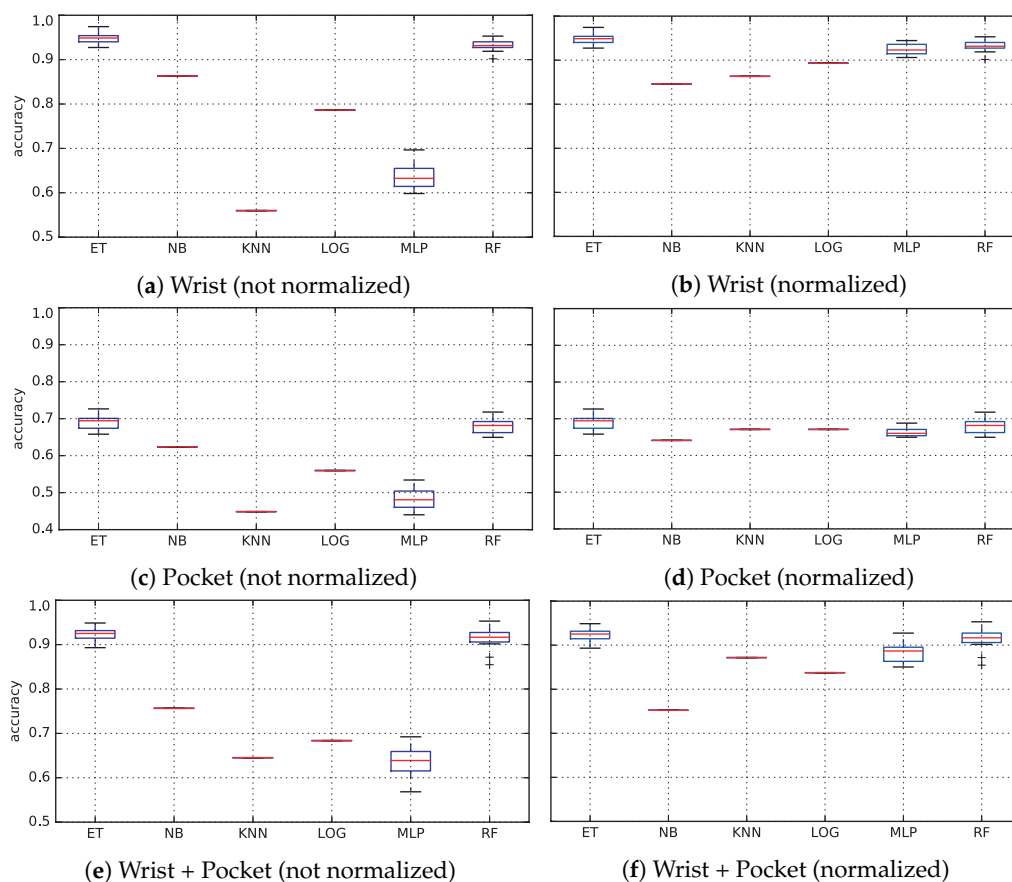 1.0
0.9
0.8
0.7
0.6
0.5
accuracy
ET NB KNN LOG MLP RF
ET NB KNN LOG MLP RF
(a) Wrist (not normalized)
(b) Wrist (normalized)
1.0
0.9
0.8
0.7
0.6
0.5
0.4
accuracy
ET NB KNN LOG MLP RF
ET NB KNN LOG MLP RF
(c) Pocket (not normalized)
(d) Pocket (normalized)
1.0
0.9
0.8
0.7
0.6
0.5
accuracy
ET NB KNN LOG MLP RF
ET NB KNN LOG MLP RF
(e) Wrist + Pocket (not normalized)
(f) Wrist + Pocket (normalized)